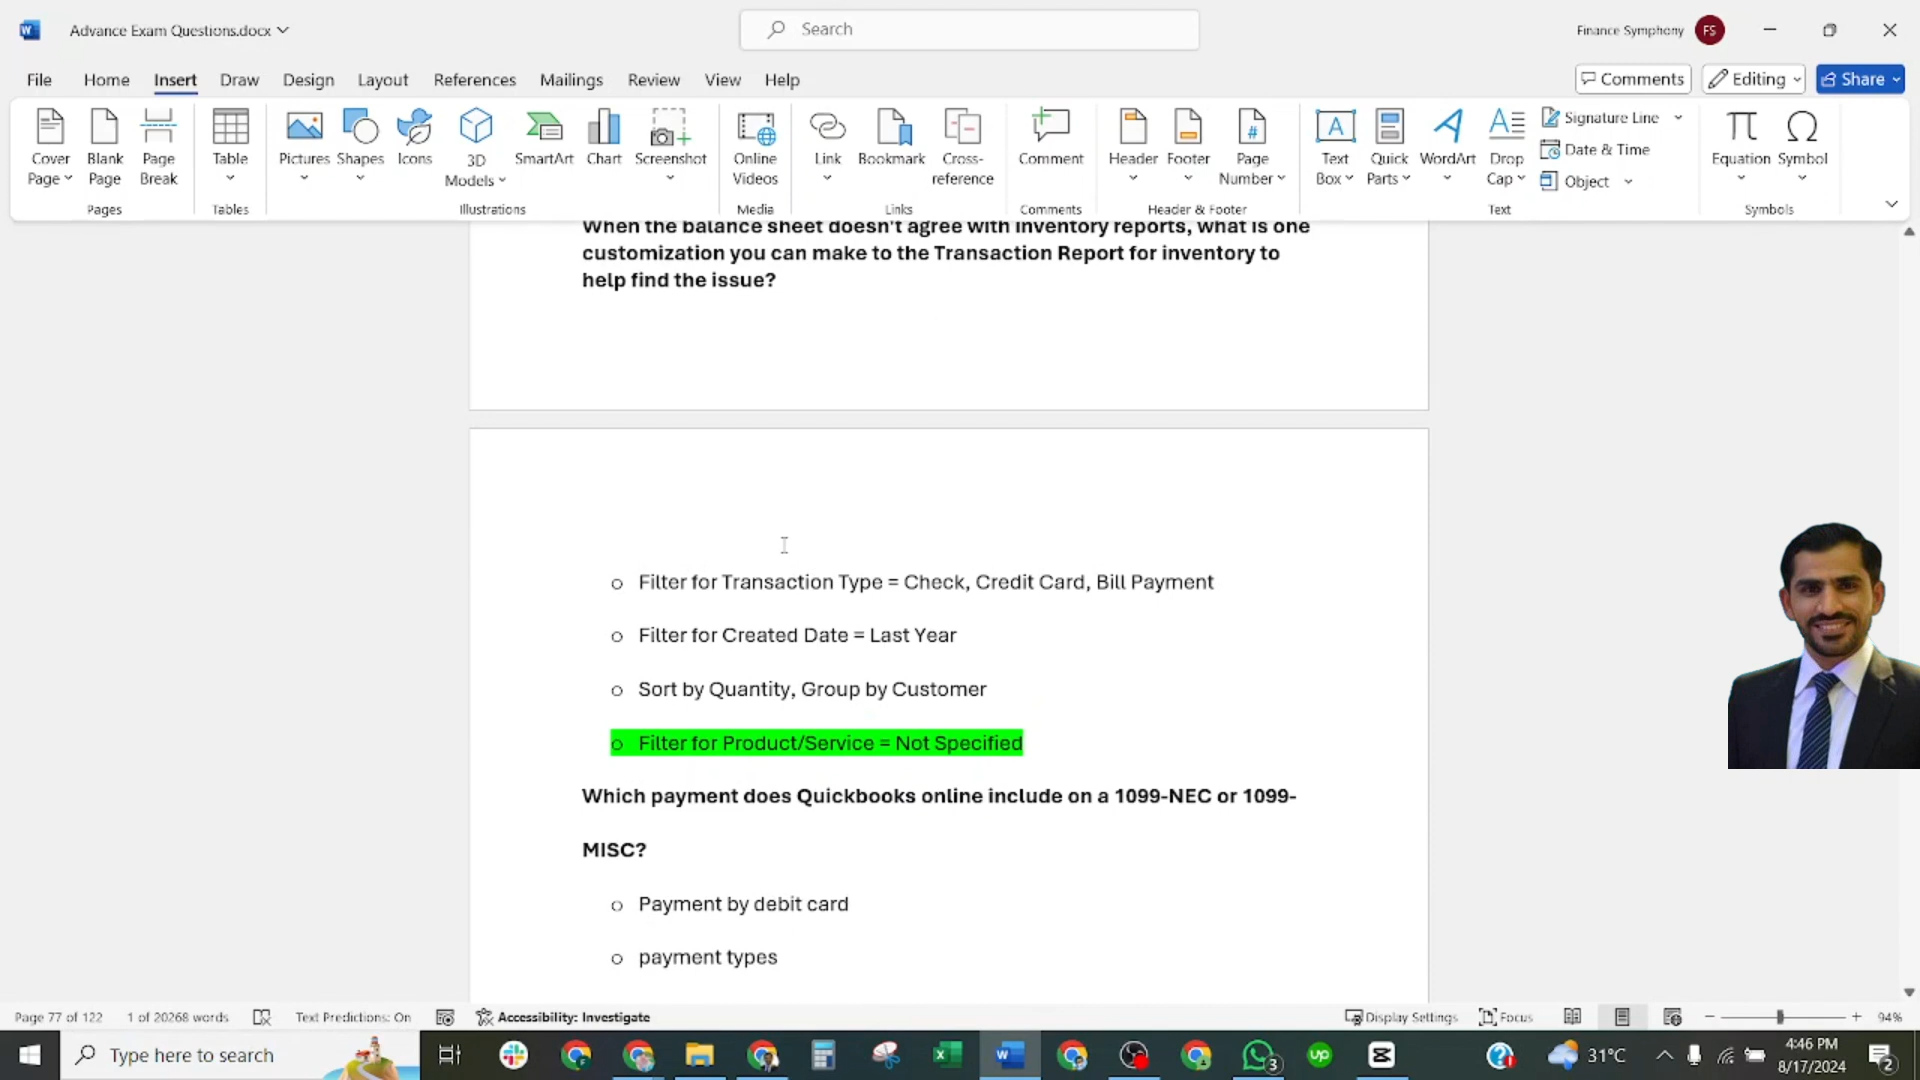 Advance Exam Questions.docx
Search
Finance Symphony
FS
File
Home
Insert
Draw
Design
Layout
References
Mailings
Review
View
Help
Comments
Editing
Share
Cover Page
Blank Page
Page Break
Table
Pictures
Shapes
Icons
3D Models
SmartArt
Chart
Screenshot
Online Videos
Link
Bookmark
Cross-reference
Comment
Header
Footer
Page Number
Text Box
Quick Parts
WordArt
Drop Cap
Signature Line
Date & Time
Object
Equation
Symbol
Pages
Tables
Illustrations
Media
Links
Comments
Header & Footer
Text
Symbols
When the balance sheet doesn't agree with inventory reports, what is one
customization you can make to the Transaction Report for inventory to
help find the issue?
o Filter for Transaction Type = Check, Credit Card, Bill Payment
o Filter for Created Date = Last Year
o Sort by Quantity, Group by Customer
o Filter for Product/Service = Not Specified
Which payment does Quickbooks online include on a 1099-NEC or 1099-
MISC?
o Payment by debit card
o payment types
Page 77 of 122
1 of 20268 words
Text Predictions: On
Accessibility: Investigate
Display Settings
Focus
94%
Type here to search
3
up
31°C
4:46 PM
8/17/2024
2